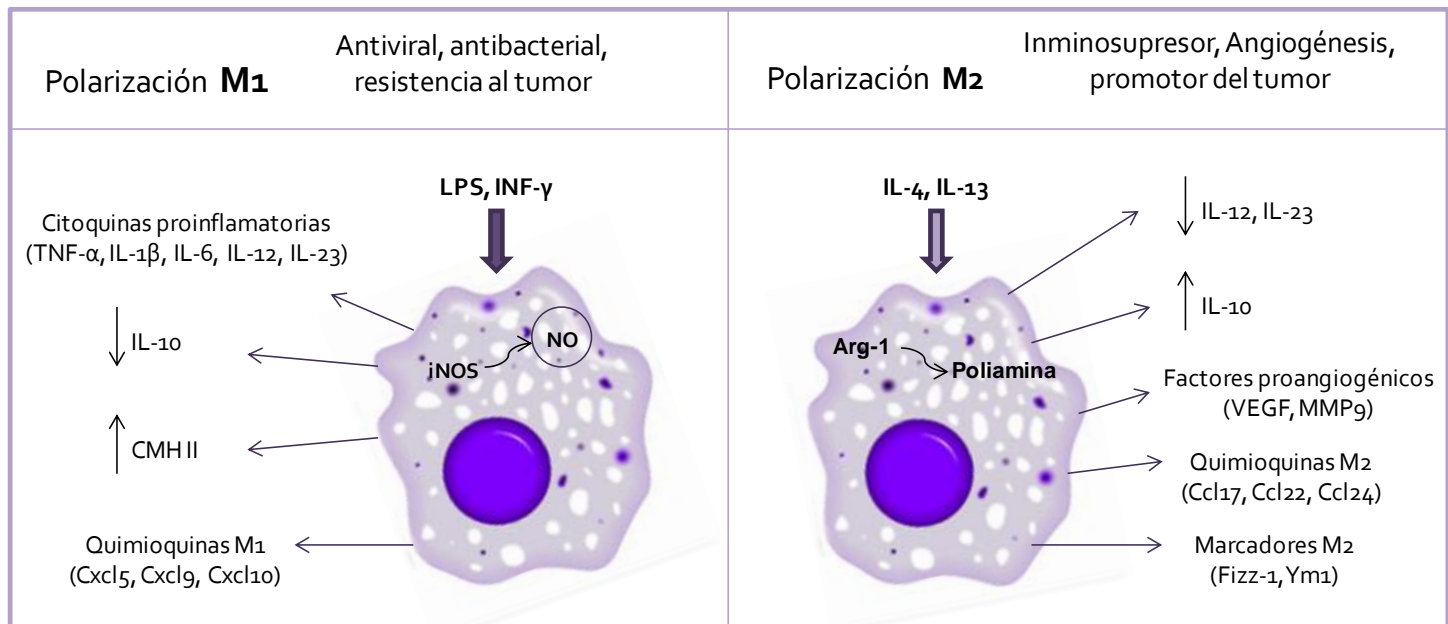 Polarización M1
Antiviral, antibacterial,
resistencia al tumor
LPS, INF-γ
Citoquinas proinflamatorias
(TNF-α, IL-1β, IL-6, IL-12, IL-23)
IL-10
CMH II
Quimioquinas M1
(Cxcl5, Cxcl9, Cxcl10)
iNOS
NO
Polarización M2
Inminosupresor, Angiogénesis,
promotor del tumor
IL-4, IL-13
Arg-1
Poliamina
IL-12, IL-23
IL-10
Factores proangiogénicos
(VEGF, MMP9)
Quimioquinas M2
(Ccl17, Ccl22, Ccl24)
Marcadores M2
(Fizz-1, Ym1)